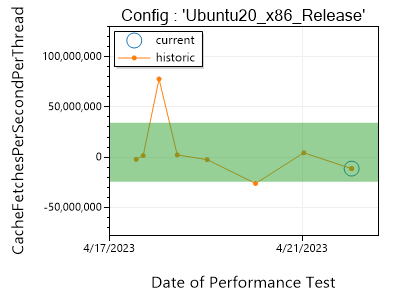 Config : 'Ubuntu20_x86_Release'
current
historic
CacheFetchesPerSecondPerThread
100,000,000
50,000,000
0
-50,000,000
4/17/2023
4/21/2023
Date of Performance Test